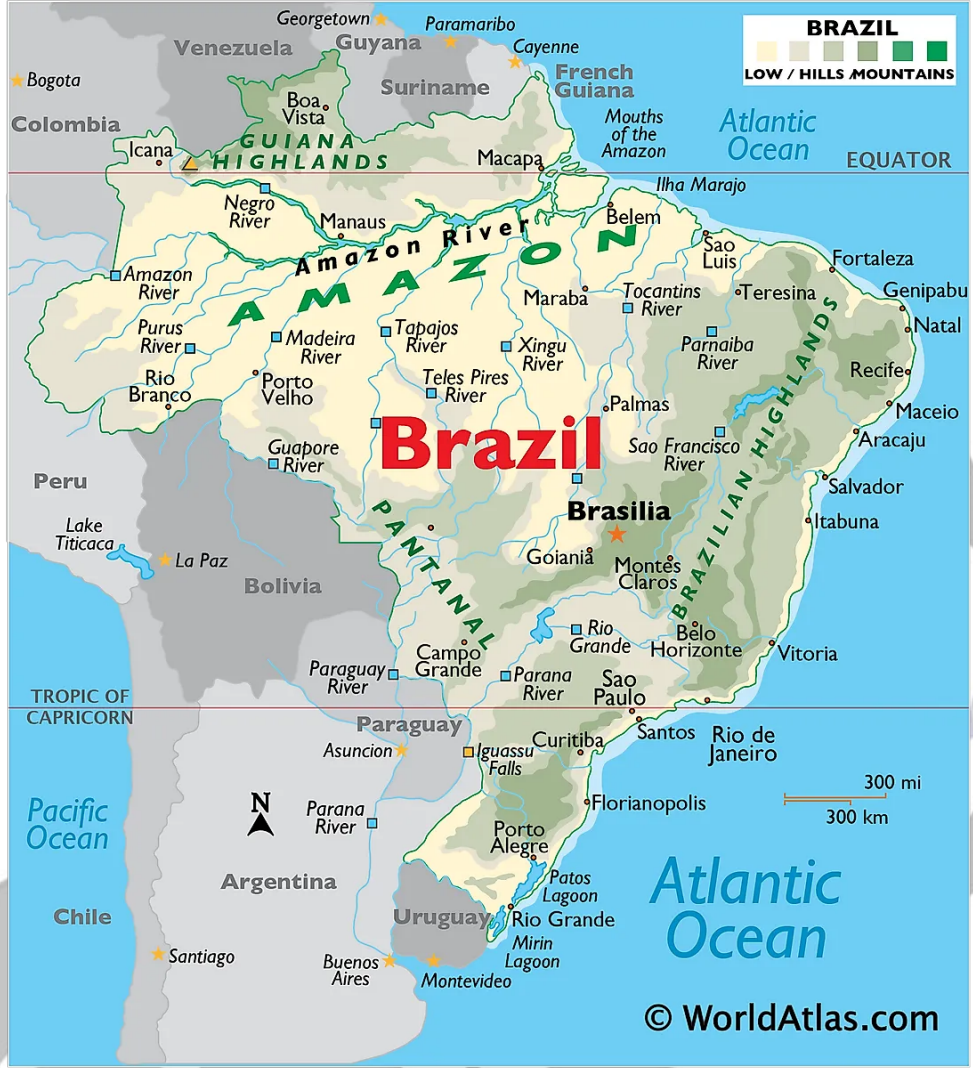 Georgetown
Paramaribo
BRAZIL
LOW / HILLS /MOUNTAINS
Venezuela
Guyana
Cayenne
Bogota
Suriname
French
Guiana
Boa
Vista
Colombia
Mouths
of the
Amazon
Atlantic
Ocean
Icana
GUIANA
HIGHLANDS
Macapa
EQUATOR
Ilha Marajo
Negro
River
Manaus
Belem
Amazon River
AMAZON
Sao
Luis
Fortaleza
Amazon
River
Maraba
Tocantins
River
Teresina
Genipabu
Natal
Purus
River
Madeira
River
Tapajos
River
Xingu
River
Parnaiba
River
Rio
Branco
Porto
Velho
Teles Pires
River
Recife
Palmas
Maceio
Brazil
Sao Francisco
River
Aracaju
Guapore
River
BRAZILIAN HIGHLANDS
Peru
Salvador
PANTANAL
Brasilia
Itabuna
Lake
Titicaca
La Paz
Goiania
Montes
Claros
Bolivia
Rio
Grande
Belo
Horizonte
Vitoria
Campo
Grande
Paraguay
River
Parana
River
Sao
Paulo
TROPIC OF
CAPRICORN
Paraguay
Santos
Rio de
Janeiro
Asuncion
Iguassu
Falls
Curitiba
300 mi
300 km
N
Pacific
Ocean
Parana
River
Florianopolis
Porto
Alegre
Argentina
Patos
Lagoon
Atlantic
Ocean
Chile
Uruguay
Rio Grande
Mirin
Lagoon
Santiago
Buenos
Aires
Montevideo
© WorldAtlas.com